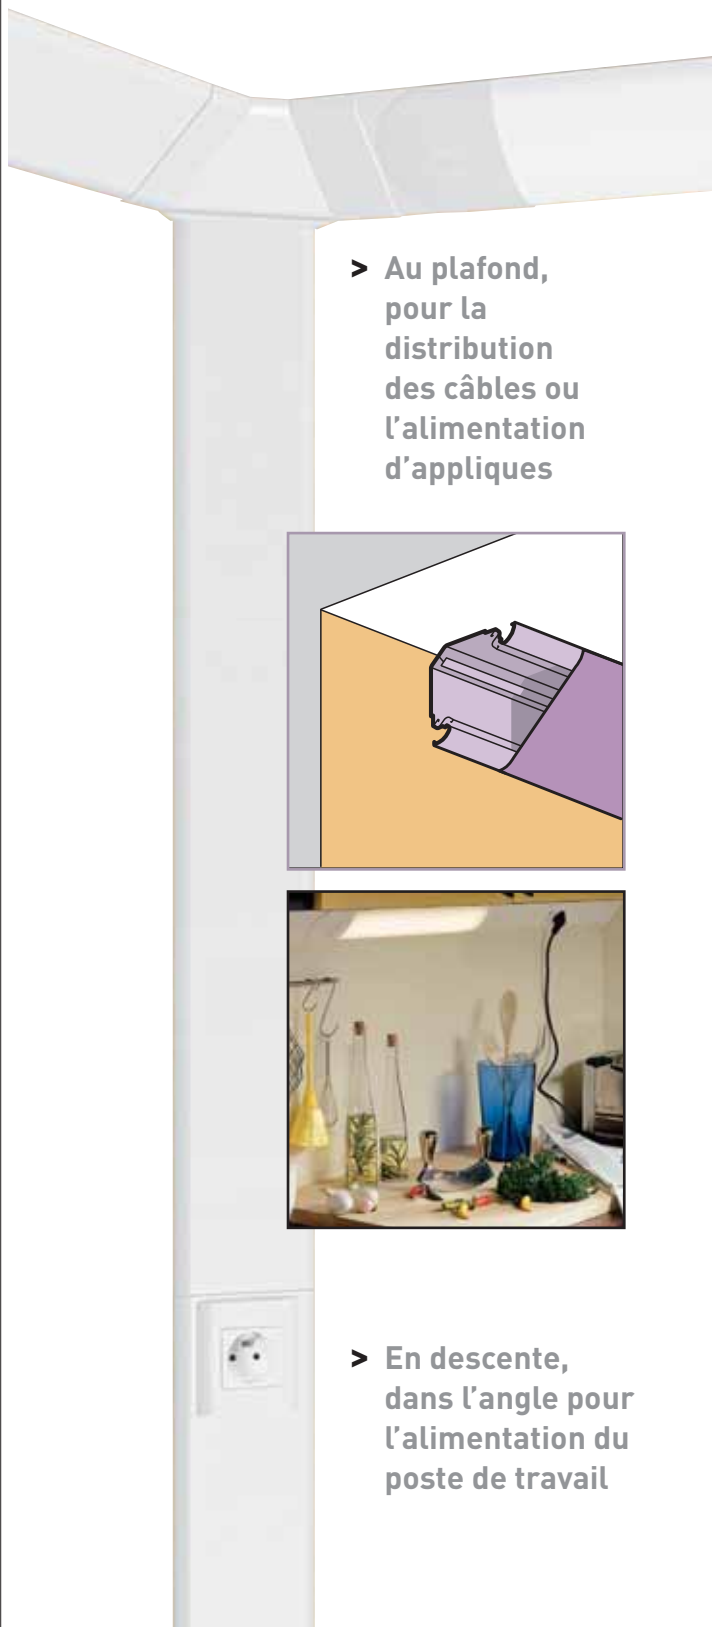 > Au plafond,
pour la
distribution
des câbles ou
l’alimentation
d’appliques
> En descente,
dans l’angle pour
l’alimentation du
poste de travail